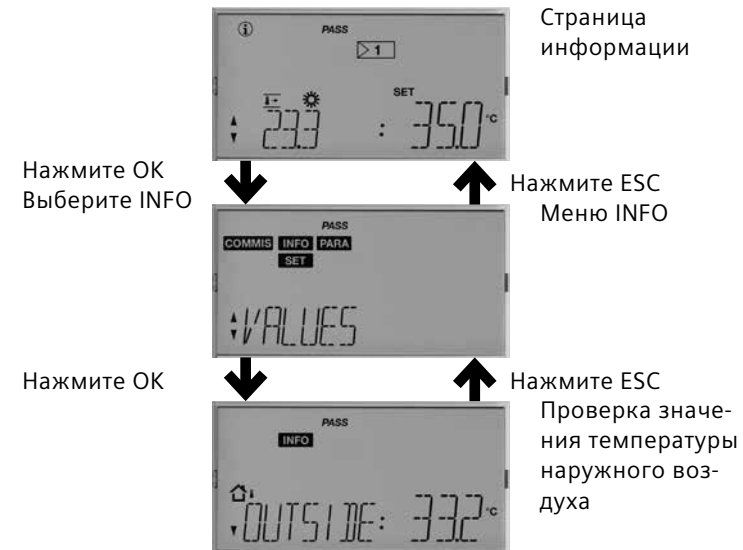 PASS
1
SET
23.3 : 35.0 °C
Страница
информации
Нажмите OK
Выберите INFO
Нажмите ESC
Меню INFO
PASS
COMMIS INFO PARA
SET
VALUES
Нажмите OK
Нажмите ESC
PASS
INFO
OUTSIDE: 33.2 °C
Проверка значе-
ния температуры
наружного воз-
духа